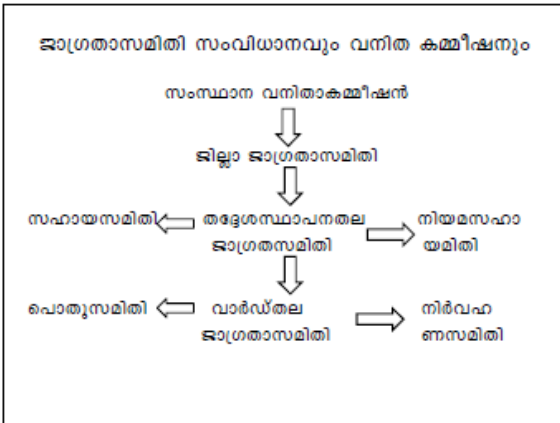 ജാഗ്രതാസമിതി സംവിധാനവും വനിത കമ്മീഷനും
സംസ്ഥാന വനിതാകമ്മീഷൻ
ജില്ലാ ജാഗ്രതാസമിതി
സഹായസമിതി തദ്ദേശസ്ഥാപനതല നിയമസഹാ
ജാഗ്രതസമിതി യമിതി
പൊതുസമിതി വാർഡ്തല നിർവഹ
ജാഗ്രതാസമിതി ണസമിതി